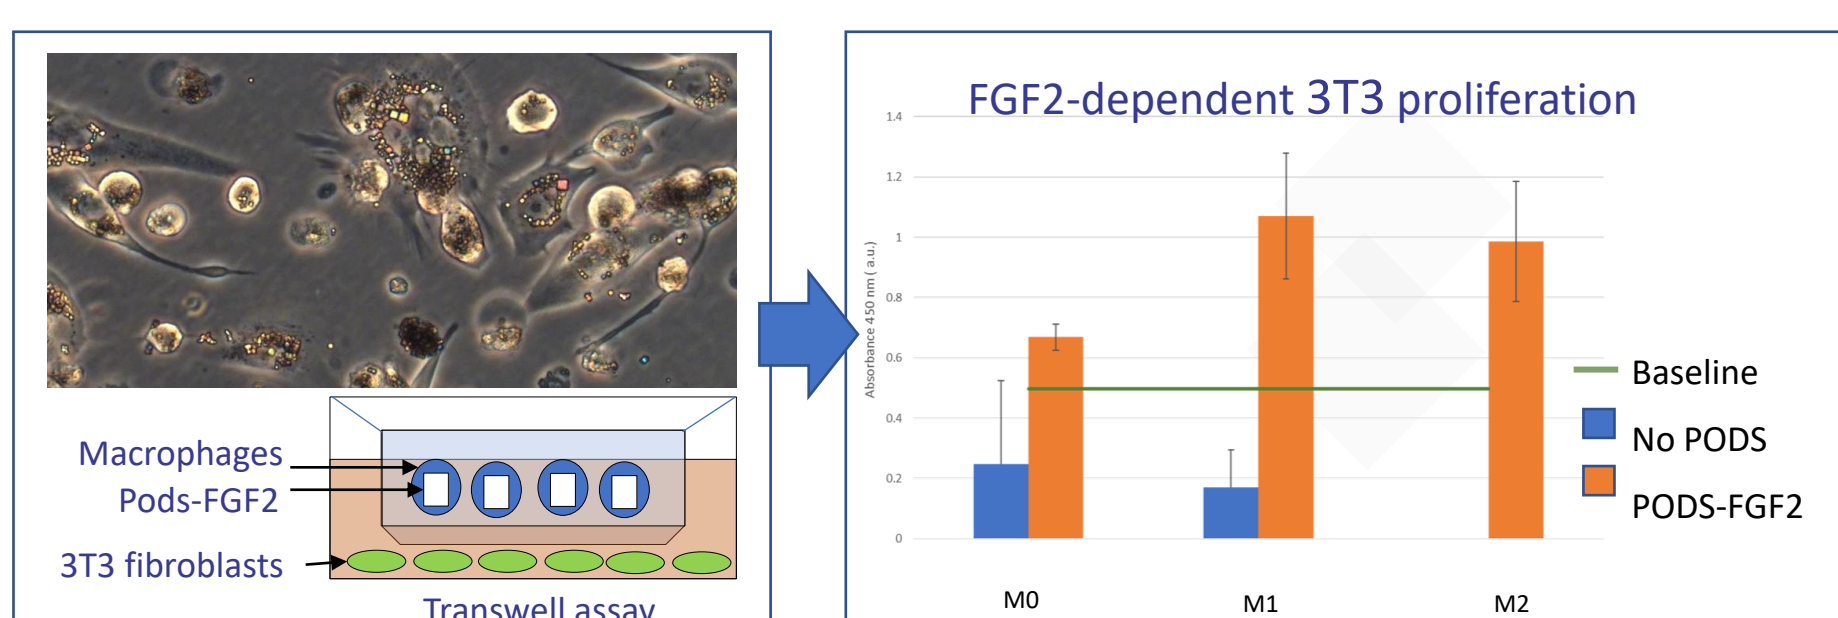 Macrophages
Pods-FGF2
3T3 fibroblasts
Transwell assay
FGF2-dependent 3T3 proliferation
Absorbance 450 nm ( a.u.)
1.4
1.2
1
0.8
0.6
0.4
0.2
0
M0
M1
M2
Baseline
No PODS
PODS-FGF2